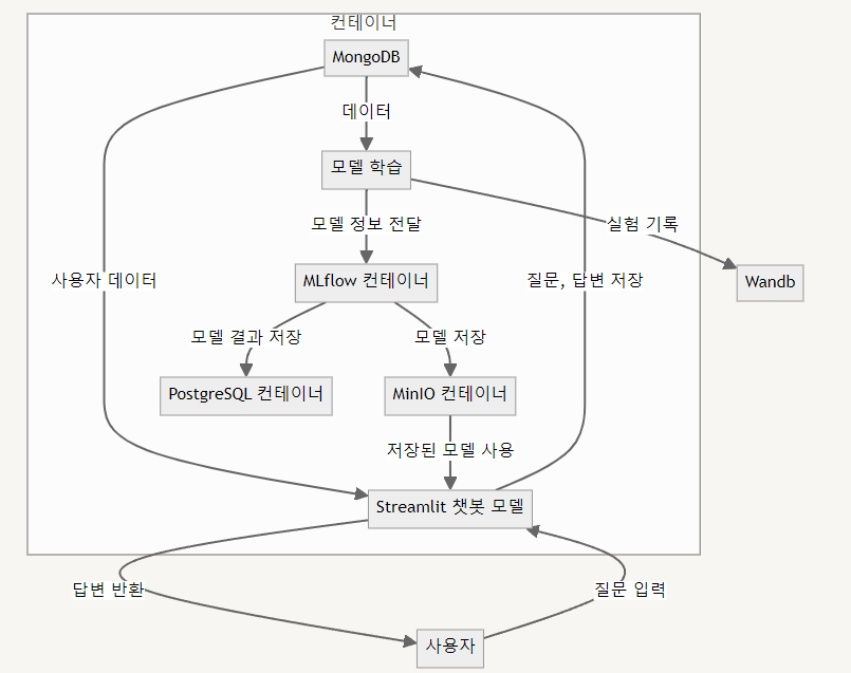 컨테이너
MongoDB
데이터
모델 학습
모델 정보 전달
실험 기록
사용자 데이터
MLflow 컨테이너
질문, 답변 저장
Wandb
모델 결과 저장
모델 저장
PostgreSQL 컨테이너
MinIO 컨테이너
저장된 모델 사용
Streamlit 챗봇 모델
답변 반환
질문 입력
사용자